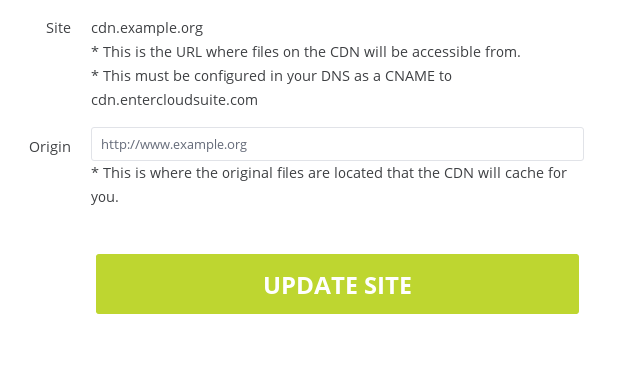 Site cdn.example.org
* This is the URL where files on the CDN will be accessible from.
* This must be configured in your DNS as a CNAME to
cdn.entercloudsuite.com
Origin http://www.example.org
* This is where the original files are located that the CDN will cache for
you.
UPDATE SITE